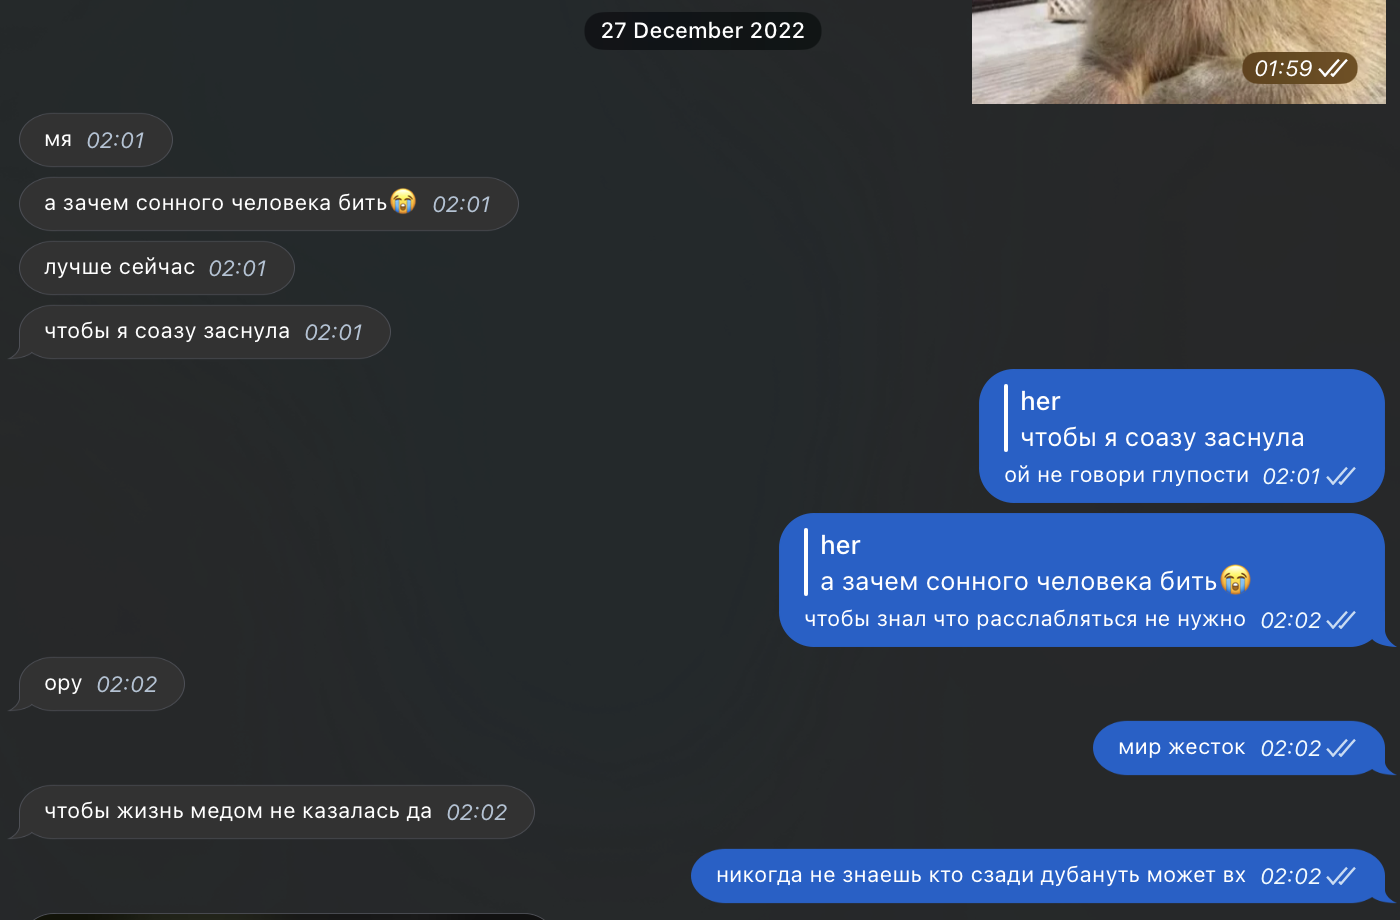 27 December 2022
01:59
мя 02:01
а зачем сонного человека бить😭 02:01
лучше сейчас 02:01
чтобы я соазу заснула 02:01
her
чтобы я соазу заснула
ой не говори глупости 02:01
her
а зачем сонного человека бить😭
чтобы знал что расслабляться не нужно 02:02
ору 02:02
мир жесток 02:02
чтобы жизнь медом не казалась да 02:02
никогда не знаешь кто сзади дубануть может вх 02:02